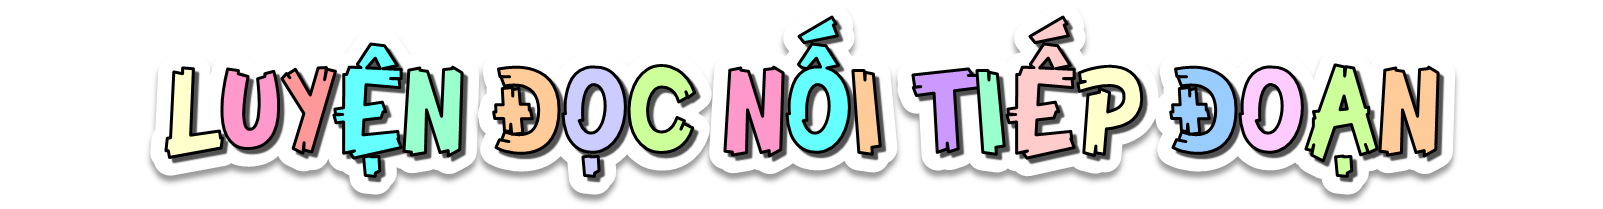 LUYỆN ĐỌC NỐI TIẾP ĐOẠN